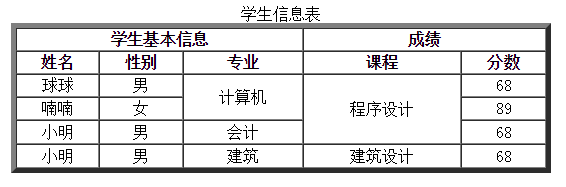 学生信息表
学生基本信息 成绩
姓名 性别 专业 课程 分数
球球 男 计算机 程序设计 68
喃喃 女 89
小明 男 会计 68
小明 男 建筑 建筑设计 68